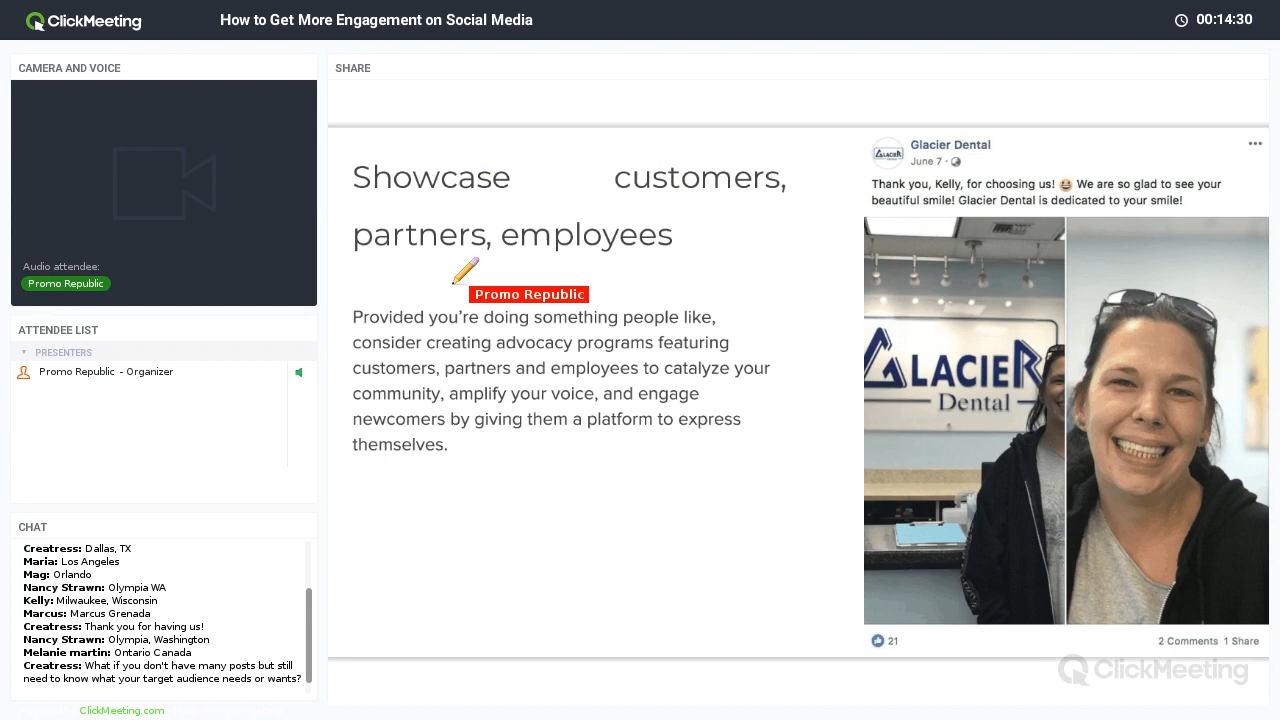 ClickMeeting
How to Get More Engagement on Social Media
00:14:30
CAMERA AND VOICE
Audio attendee:
Promo Republic
ATTENDEE LIST
PRESENTERS
Promo Republic - Organizer
CHAT
Creatress: Dallas, TX
Maria: Los Angeles
Mag: Orlando
Nancy Strawn: Olympia WA
Kelly: Milwaukee, Wisconsin
Marcus: Marcus Grenada
Creatress: Thank you for having us!
Nancy Strawn: Olympia, Washington
Melanie martin: Ontario Canada
Creatress: What if you don't have many posts but still
need to know what your target audience needs or wants?
ClickMeeting.com
SHARE
Showcase customers,
partners, employees
Promo Republic
Provided you’re doing something people like,
consider creating advocacy programs featuring
customers, partners and employees to catalyze your
community, amplify your voice, and engage
newcomers by giving them a platform to express
themselves.
GLACIER
Glacier Dental
June 7 ·
Thank you, Kelly, for choosing us! 😀 We are so glad to see your
beautiful smile! Glacier Dental is dedicated to your smile!
GLACIER
Dental
21
2 Comments 1 Share
ClickMeeting